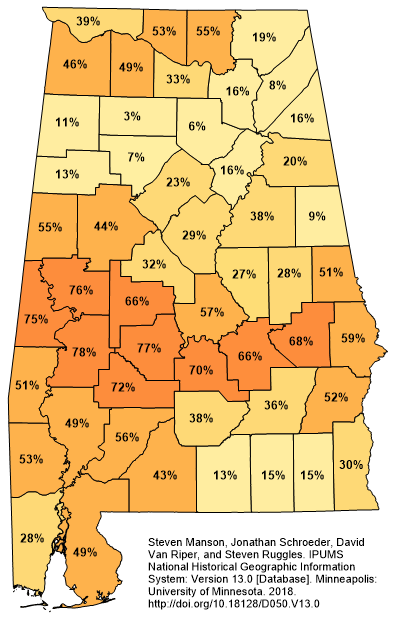 39% 53% 55% 19%
46% 49% 33% 16% 8%
11% 3% 6% 16%
13% 7% 23% 16% 20%
55% 44% 29% 38% 9%
76% 32% 27% 28% 51%
75% 66% 57%
78% 77% 70% 66% 68% 59%
51% 72% 36% 52%
49% 56% 38%
53% 43% 13% 15% 15% 30%
28% 49%
Steven Manson, Jonathan Schroeder, David
Van Riper, and Steven Ruggles. IPUMS
National Historical Geographic Information
System: Version 13.0 [Database]. Minneapolis:
University of Minnesota. 2018.
http://doi.org/10.18128/D050.V13.0